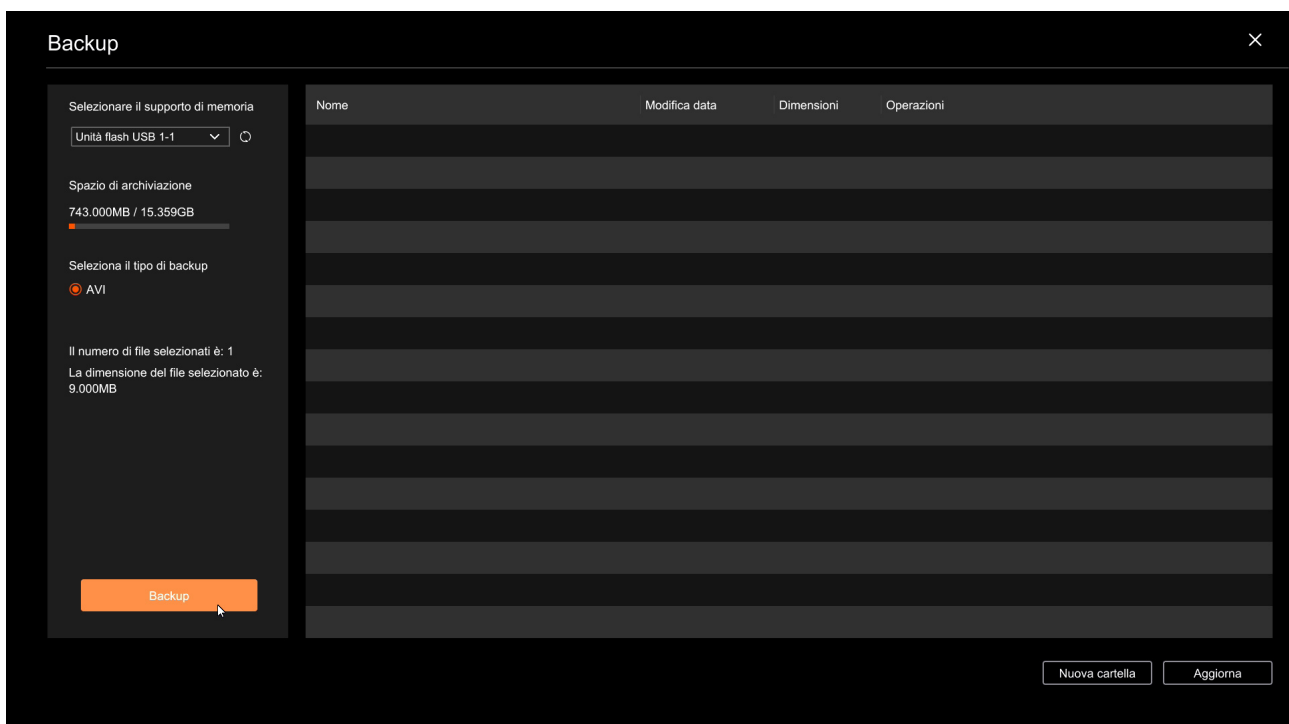 Backup
Selezionare il supporto di memoria
Unità flash USB 1-1
Spazio di archiviazione
743.000MB / 15.359GB
Seleziona il tipo di backup
AVI
Il numero di file selezionati è: 1
La dimensione del file selezionato è:
9.000MB
Backup
Nome Modifica data Dimensioni Operazioni
Nuova cartella Aggiorna